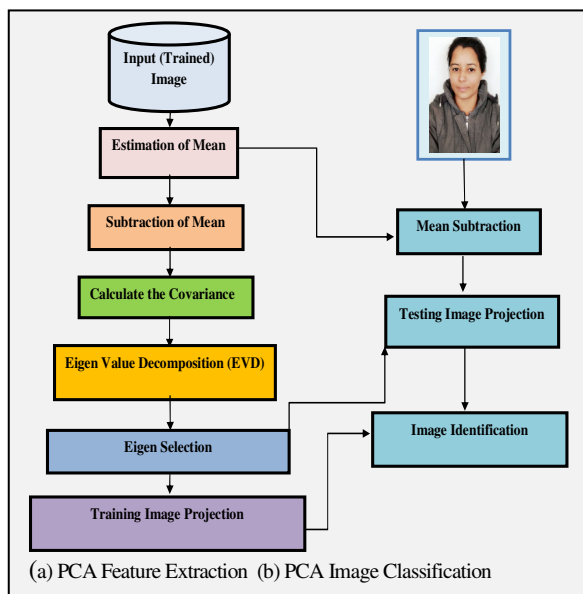 Input (Trained)
Image
Estimation of Mean
Subtraction of Mean
Calculate the Covariance
Eigen Value Decomposition (EVD)
Eigen Selection
Training Image Projection
Mean Subtraction
Testing Image Projection
Image Identification
(a) PCA Feature Extraction (b) PCA Image Classification